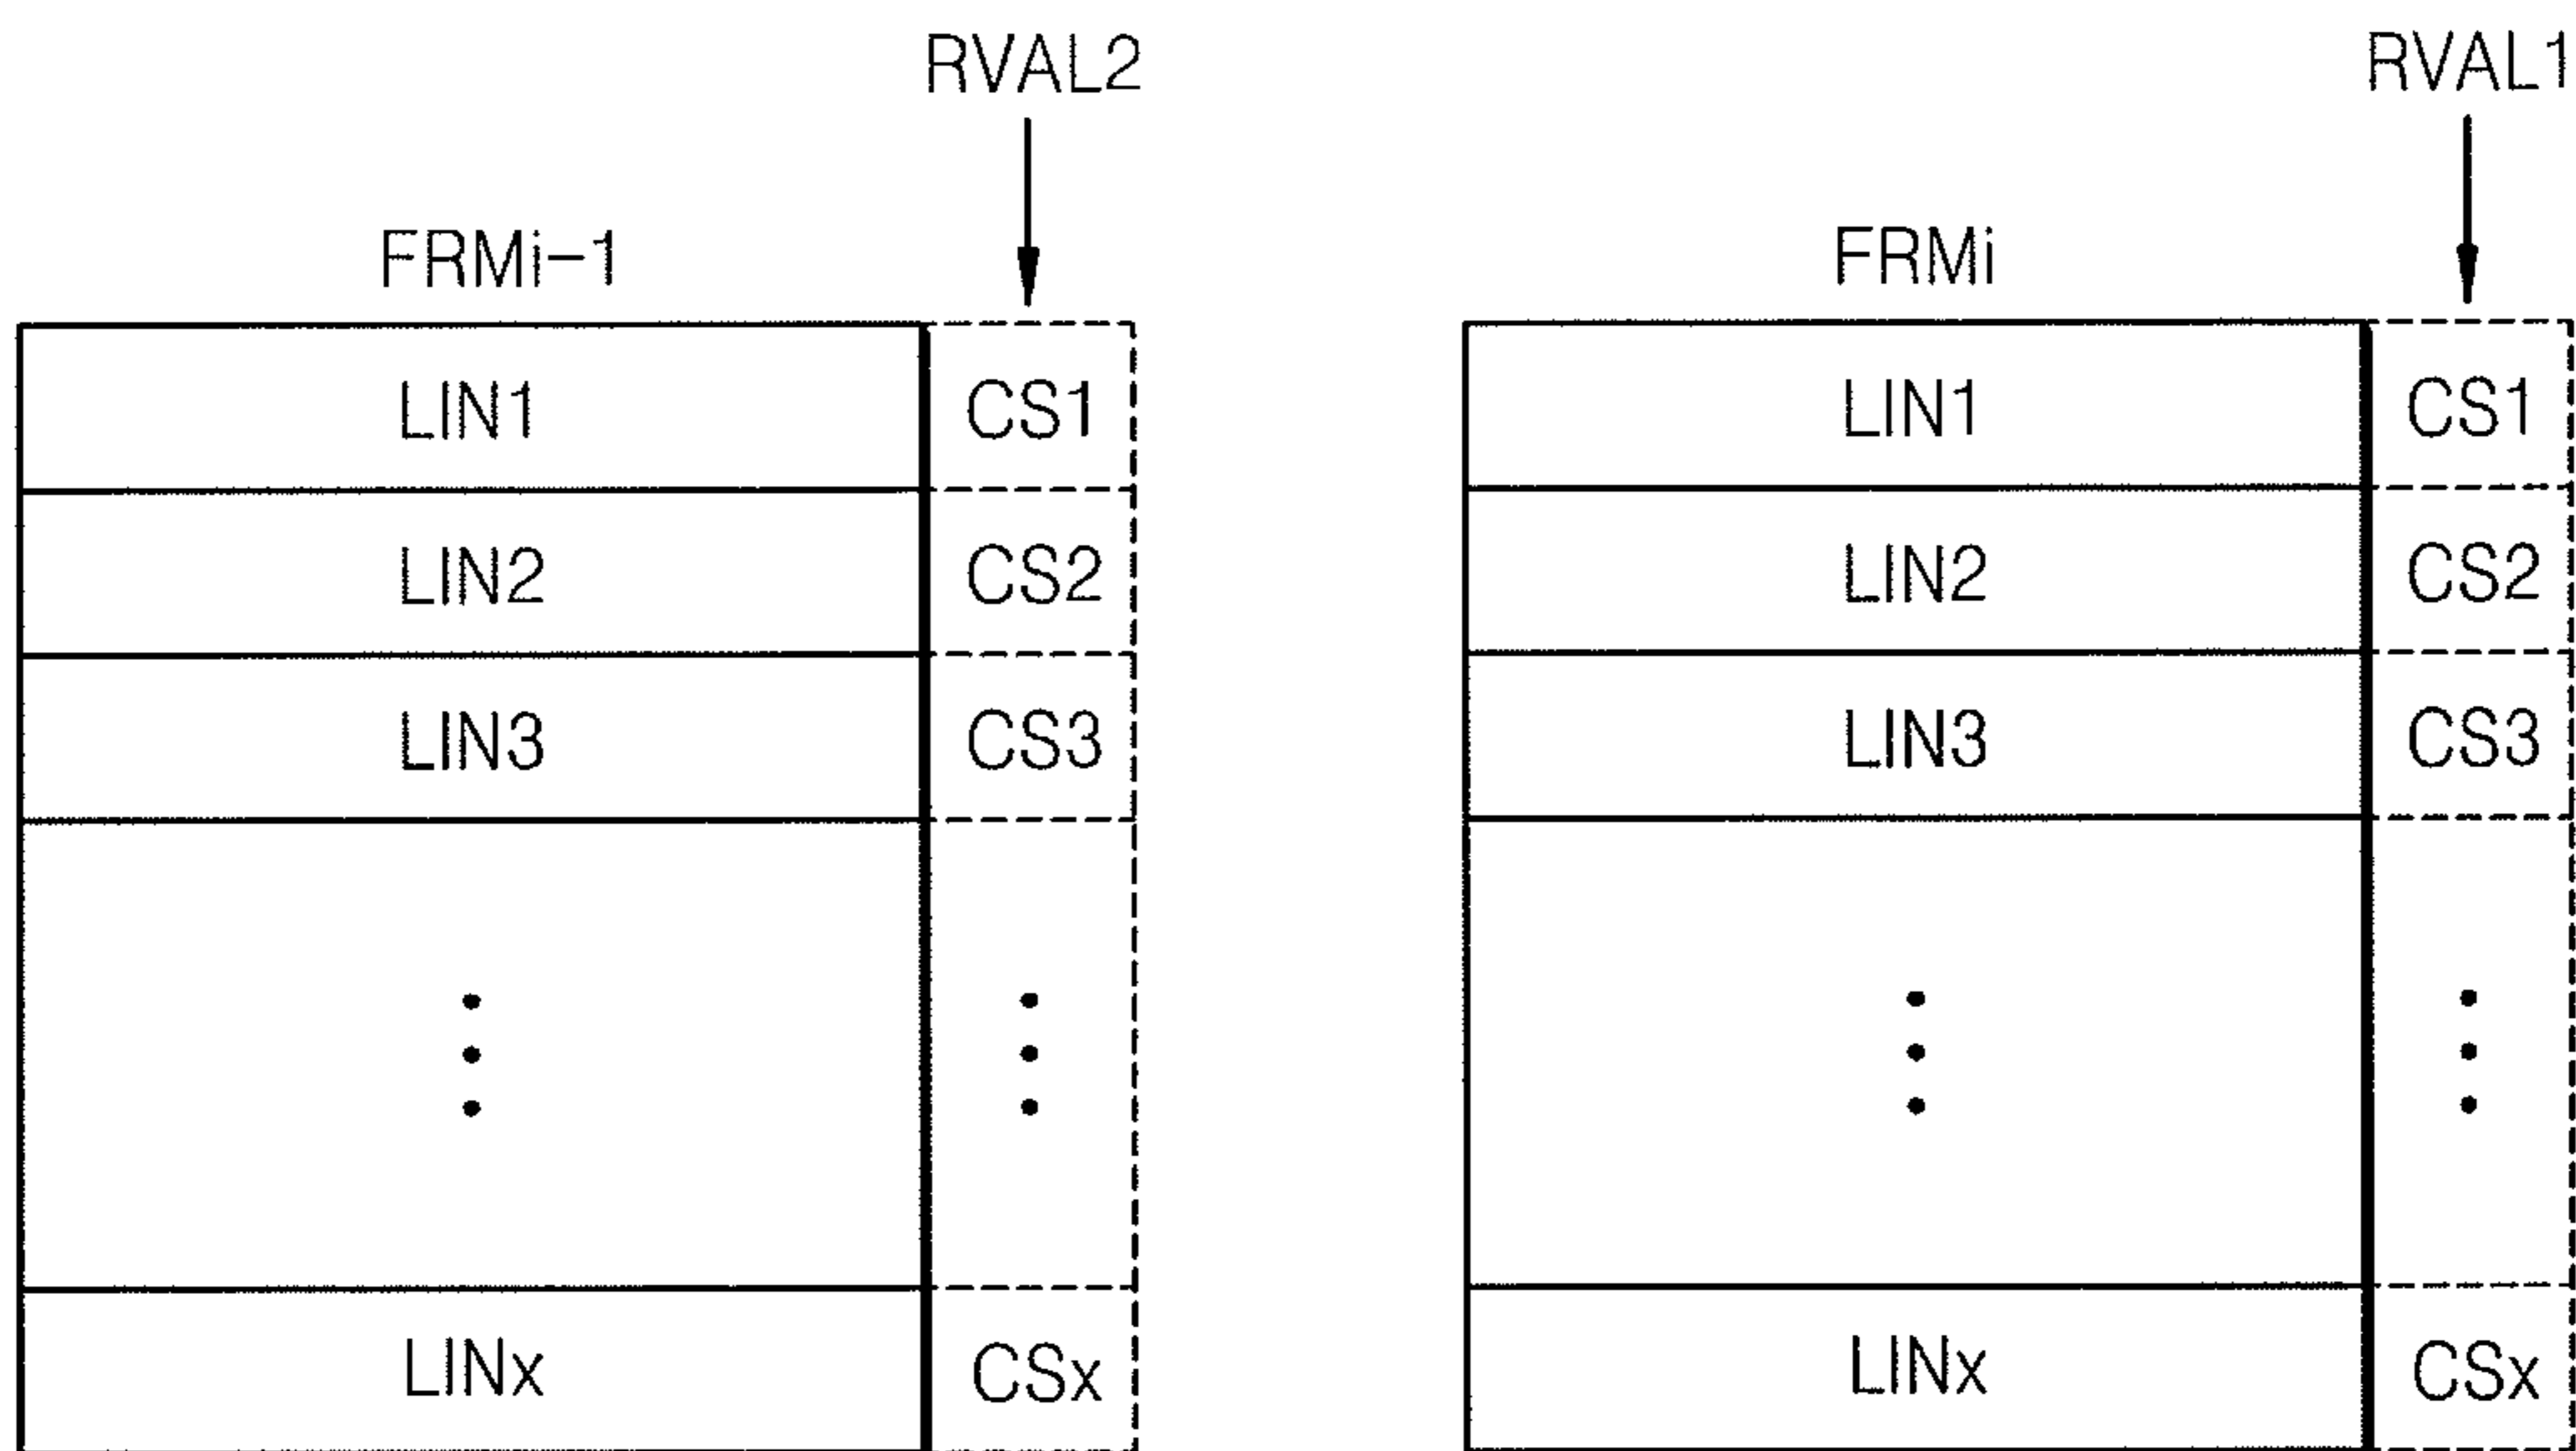 RVAL2
RVAL1
FRMi-1
FRMi
LIN1 CS1 LIN1 CS1
LIN2 CS2 LIN2 CS2
LIN3 CS3 LIN3 CS3
LINx CSx LINx CSx